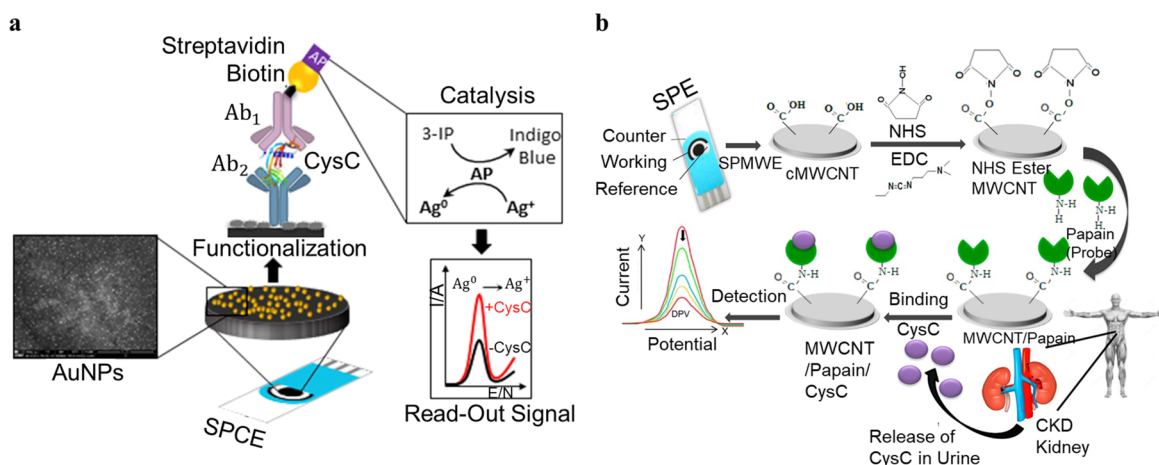 a
Streptavidin
AP
Biotin
Ab1
Ab2
CysC
Functionalization
AuNPs
SPCE
Catalysis
3-IP
Indigo
Blue
AP
Ag0
Ag+
I/A
Ag0 → Ag+
+CysC
-CysC
E/N
Read-Out Signal
b
SPE
Counter
Working
Reference
SPMWE
O
C
OH
O
C
OH
cMWCNT
N-OH
O
O
NHS
EDC
N=C=N
N
O
N
O
O
C
O
O
N
O
O
C
O
NHS Ester
MWCNT
N-H
H
N-H
H
Papain
(Probe)
N-H
O
C
N-H
O
C
MWCNT/Papain
Binding
CysC
N-H
O
C
N-H
O
C
MWCNT
/Papain/
CysC
Detection
Y
Current
DPV
X
Potential
Release of
CysC in Urine
CKD
Kidney